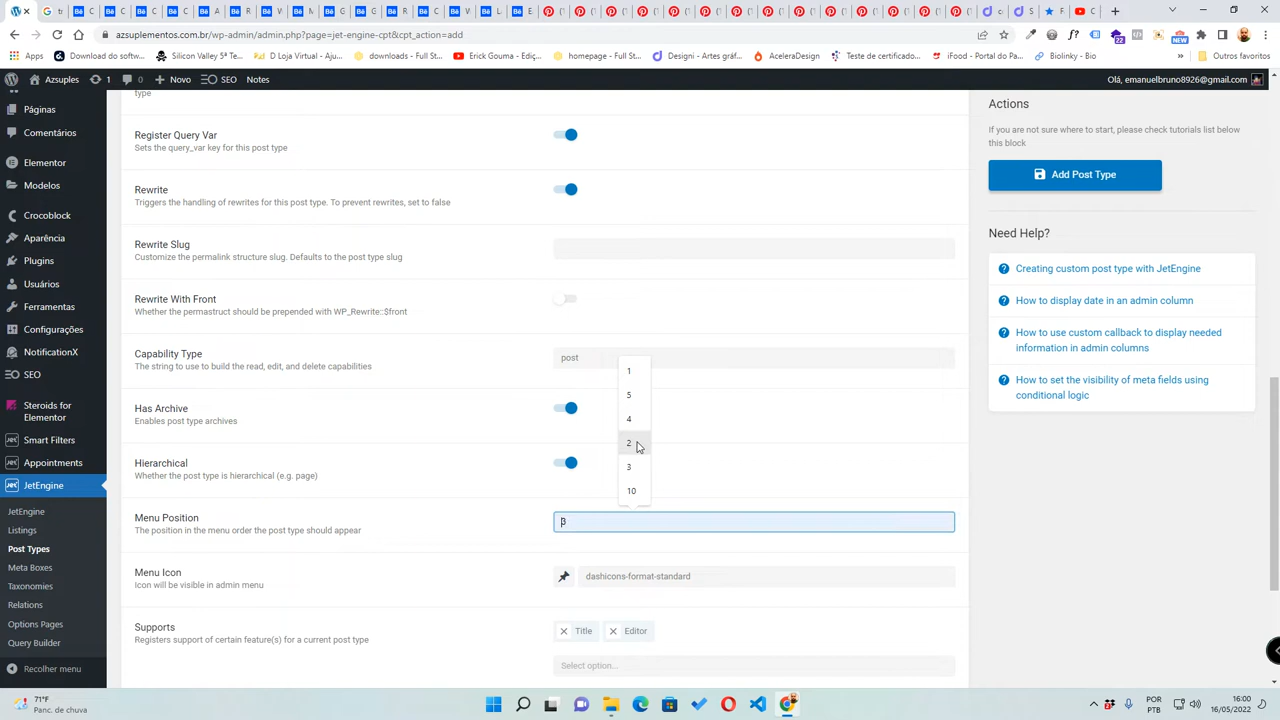 azsuplementos.com.br/wp-admin/admin.php?page=jet-engine-cpt&cpt_action=add
Apps
Download do softw...
Silicon Valley 5ª Te...
D Loja Virtual - Aju...
downloads - Full St...
Erick Gouma - Ediç...
homepage - Full St...
Designi - Artes gráf...
AceleraDesign
Teste de certificado...
iFood - Portal do Pa...
Biolinky - Bio
Outros favoritos
Azsuples
1
0
Novo
SEO
Notes
Olá, emanuelbruno8926@gmail.com
Páginas
Comentários
Elementor
Modelos
Crocoblock
Aparência
Plugins
Usuários
Ferramentas
Configurações
NotificationX
SEO
Steroids for
Elementor
Smart Filters
Appointments
JetEngine
JetEngine
Listings
Post Types
Meta Boxes
Taxonomies
Relations
Options Pages
Query Builder
Recolher menu
type
Register Query Var
Sets the query_var key for this post type
Rewrite
Triggers the handling of rewrites for this post type. To prevent rewrites, set to false
Rewrite Slug
Customize the permalink structure slug. Defaults to the post type slug
Rewrite With Front
Whether the permastruct should be prepended with WP_Rewrite::$front
Capability Type
The string to use to build the read, edit, and delete capabilities
post
Has Archive
Enables post type archives
Hierarchical
Whether the post type is hierarchical (e.g. page)
1
5
4
2
3
10
Menu Position
The position in the menu order the post type should appear
3
Menu Icon
Icon will be visible in admin menu
dashicons-format-standard
Supports
Registers support of certain feature(s) for a current post type
Title
Editor
Select option...
Actions
If you are not sure where to start, please check tutorials list below
this block
Add Post Type
Need Help?
Creating custom post type with JetEngine
How to display date in an admin column
How to use custom callback to display needed
information in admin columns
How to set the visibility of meta fields using
conditional logic
71°F
Panc. de chuva
POR
PTB
16:00
16/05/2022